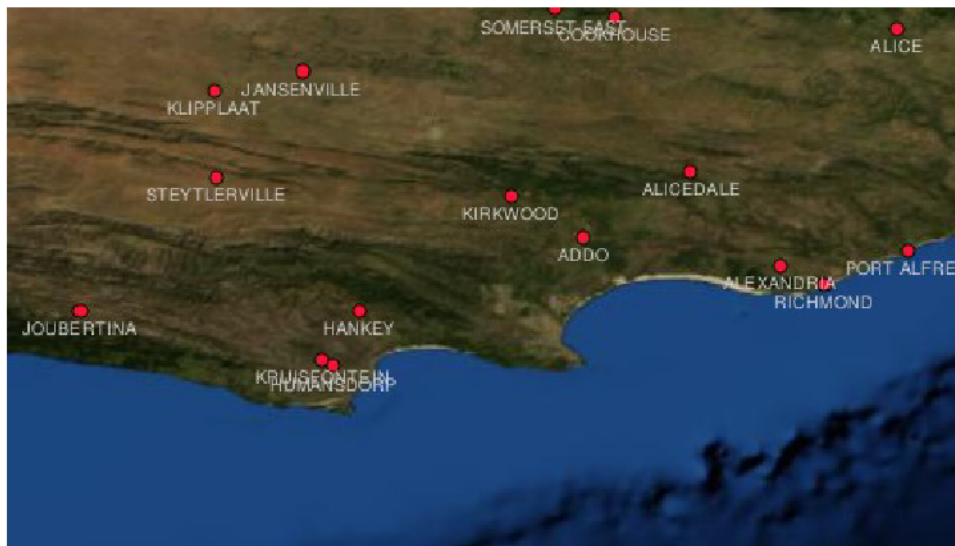 SOMERSET-EAST
COOKHOUSE
ALICE
JANSENVILLE
KLIPPLAAT
STEYTLERVILLE
ALICEDALE
KIRKWOOD
ADDO
PORT ALFRE
ALEXANDRIA
RICHMOND
JOUBERTINA
HANKEY
KRUISFONTEIN
HUMANSDORP